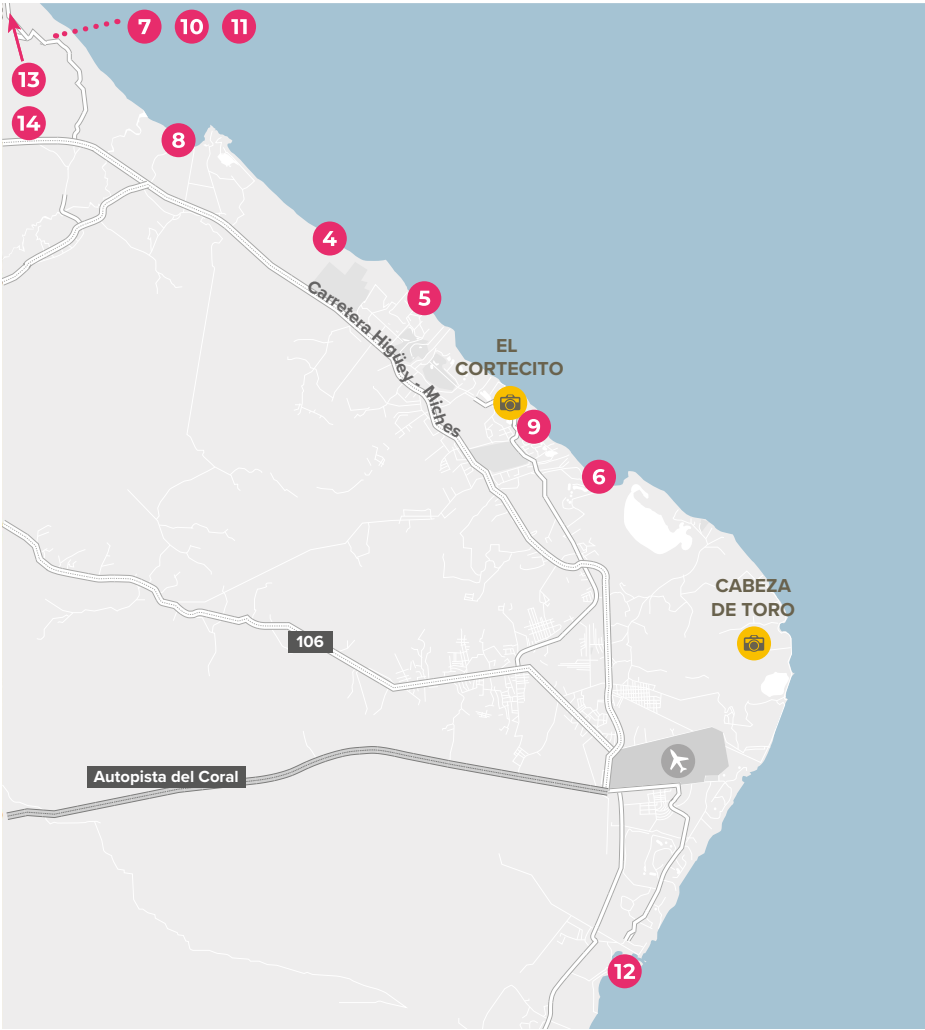 7 10 11
13
14
8
4
5
Carretera Higüey - Miches
EL
CORTECITO
9
6
CABEZA
DE TORO
106
Autopista del Coral
12